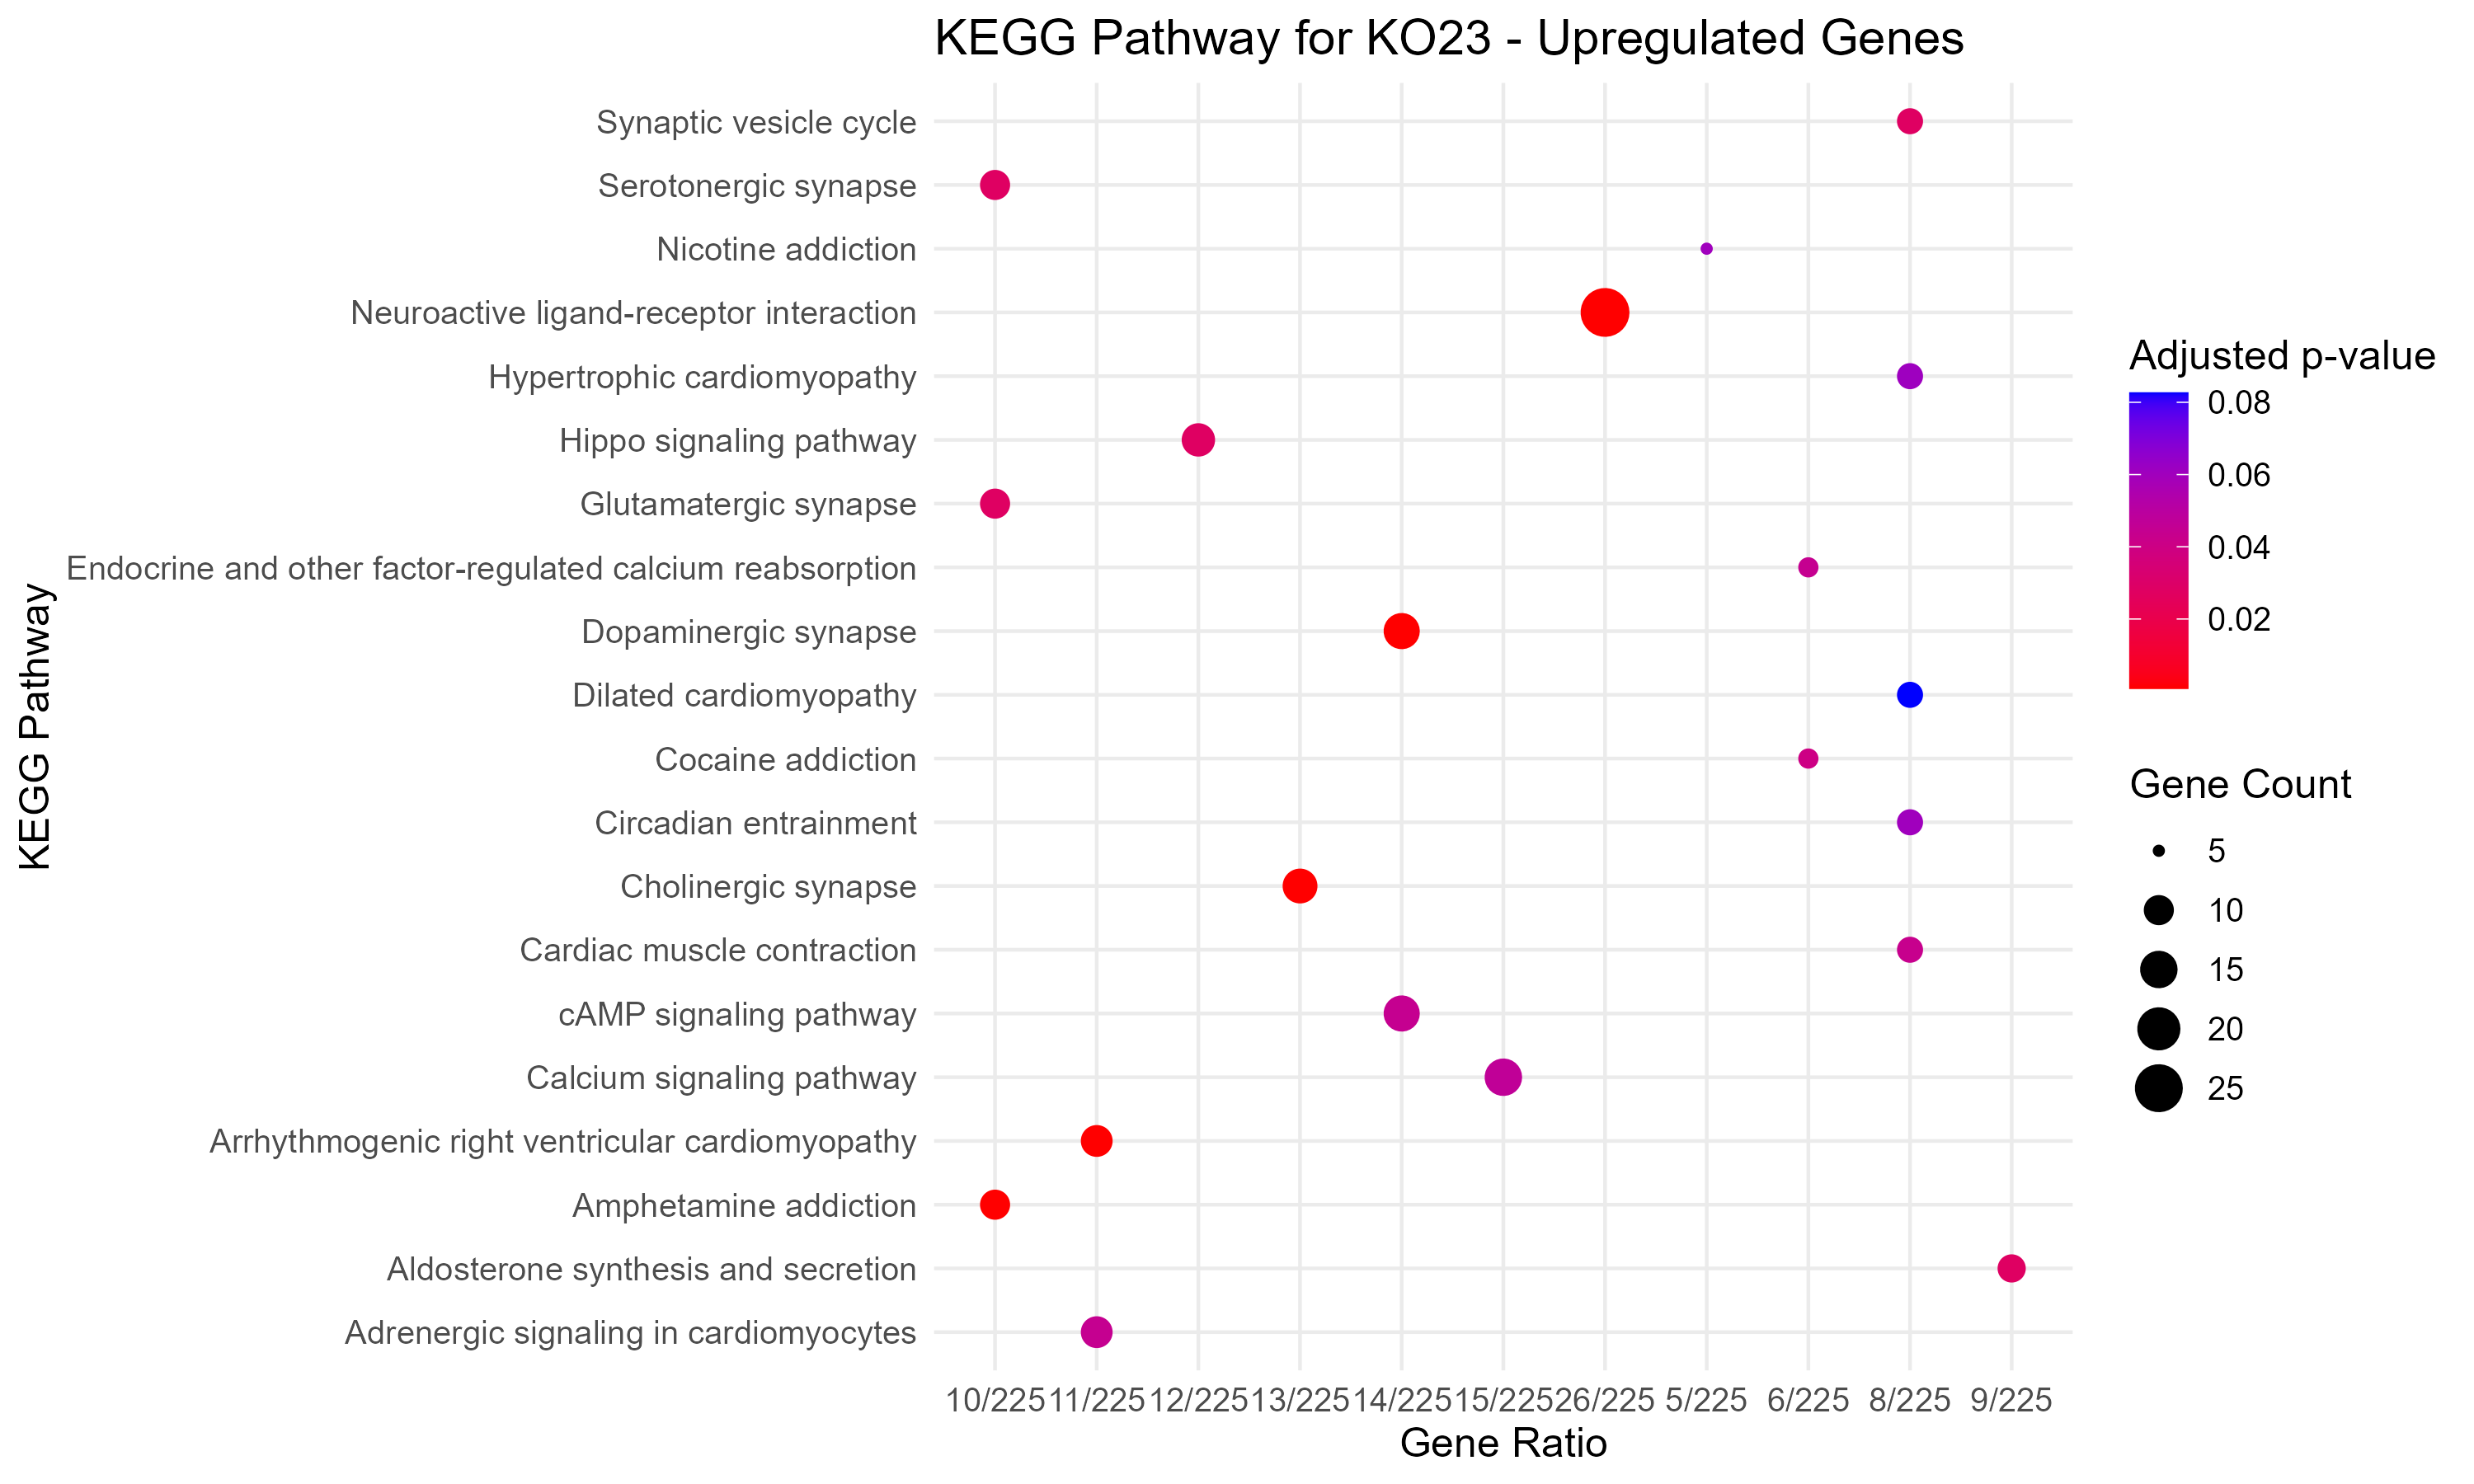 KEGG Pathway for KO23 - Upregulated Genes
KEGG Pathway
Synaptic vesicle cycle
Serotonergic synapse
Nicotine addiction
Neuroactive ligand-receptor interaction
Hypertrophic cardiomyopathy
Hippo signaling pathway
Glutamatergic synapse
Endocrine and other factor-regulated calcium reabsorption
Dopaminergic synapse
Dilated cardiomyopathy
Cocaine addiction
Circadian entrainment
Cholinergic synapse
Cardiac muscle contraction
cAMP signaling pathway
Calcium signaling pathway
Arrhythmogenic right ventricular cardiomyopathy
Amphetamine addiction
Aldosterone synthesis and secretion
Adrenergic signaling in cardiomyocytes
10/225 11/225 12/225 13/225 14/225 15/225 26/225 5/225 6/225 8/225 9/225
Gene Ratio
Adjusted p-value
0.08
0.06
0.04
0.02
Gene Count
5
10
15
20
25